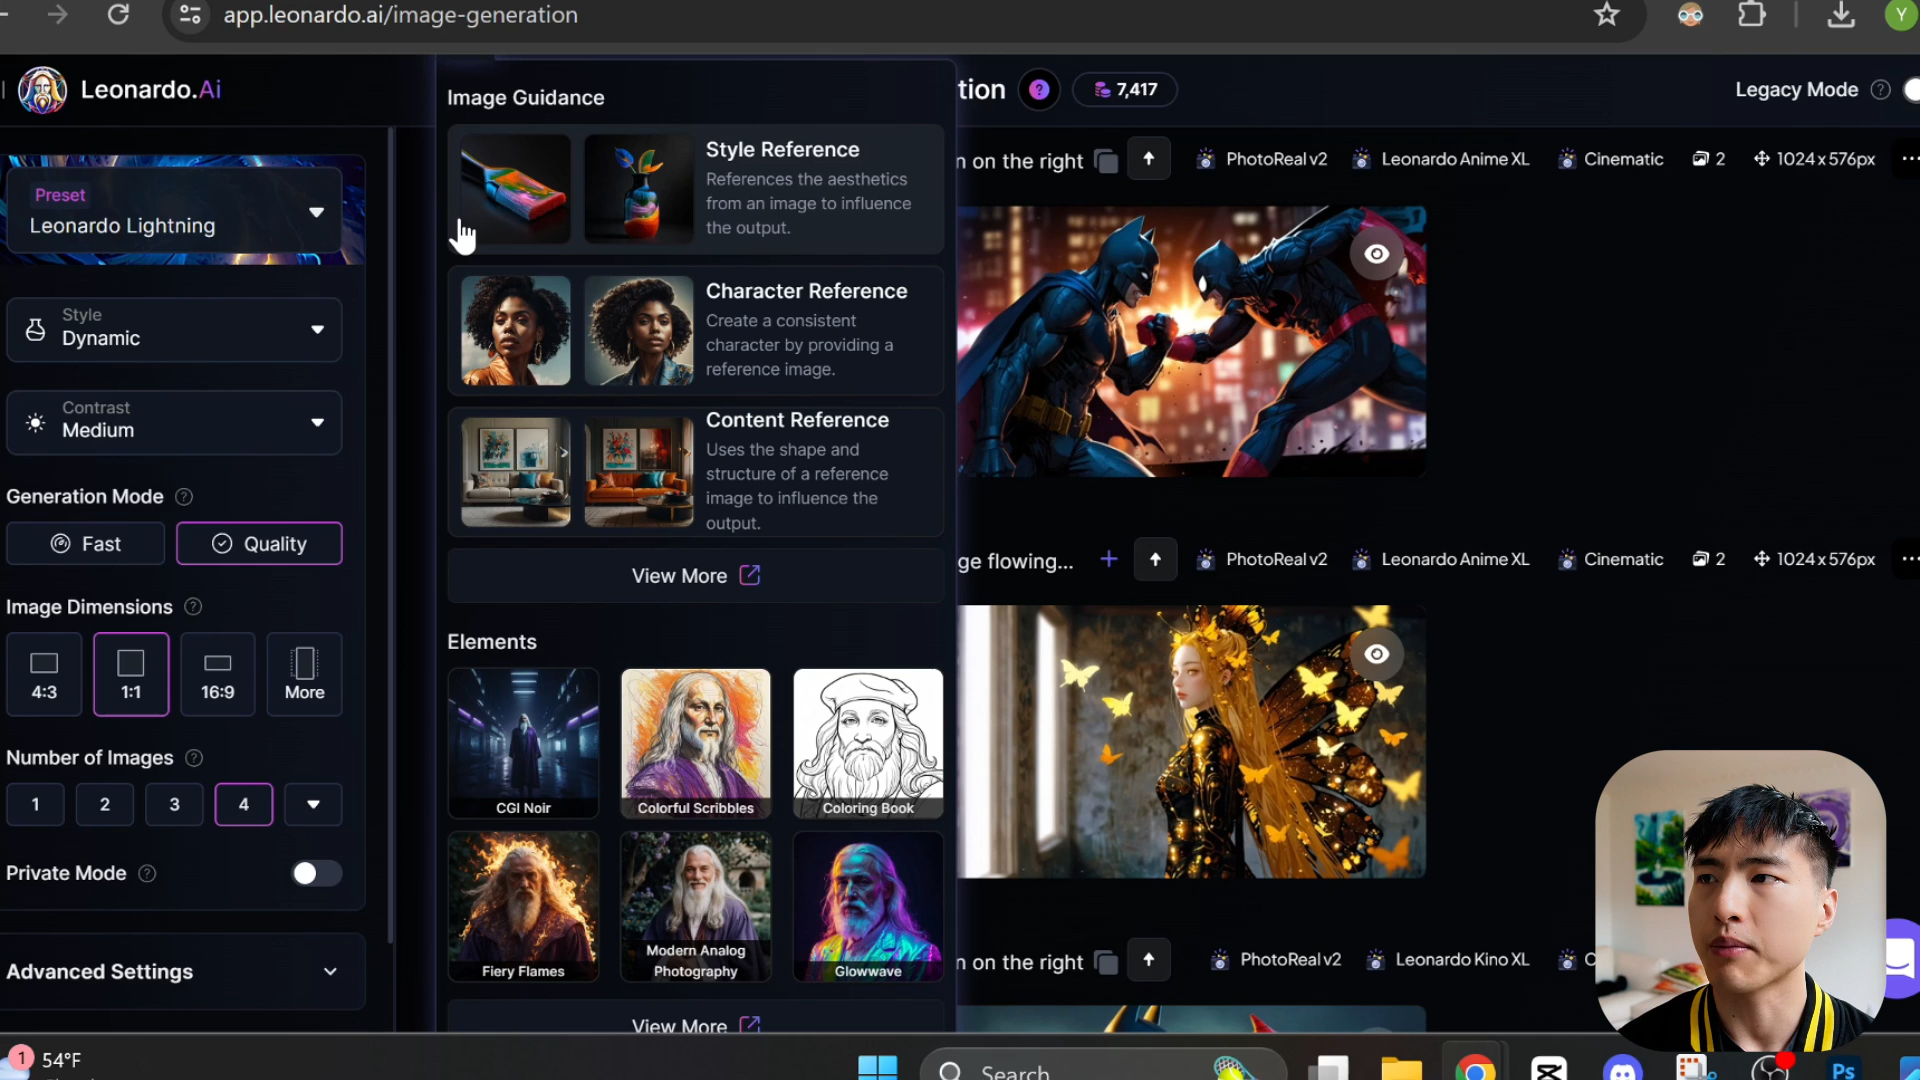 app.leonardo.ai/image-generation
Y
Leonardo.Ai
Preset
Leonardo Lightning
Style
Dynamic
Contrast
Medium
Generation Mode
Fast
Quality
Image Dimensions
4:3
1:1
16:9
More
Number of Images
1
2
3
4
Private Mode
Advanced Settings
Image Guidance
Style Reference
References the aesthetics
from an image to influence
the output.
Character Reference
Create a consistent
character by providing a
reference image.
Content Reference
Uses the shape and
structure of a reference
image to influence the
output.
View More
Elements
CGI Noir
Colorful Scribbles
Coloring Book
Fiery Flames
Modern Analog
Photography
Glowwave
View More
tion
7,417
Legacy Mode
n on the right
PhotoReal v2
Leonardo Anime XL
Cinematic
2
1024 x 576px
ge flowing...
PhotoReal v2
Leonardo Anime XL
Cinematic
2
1024 x 576px
n on the right
PhotoReal v2
Leonardo Kino XL
1
54°F
Search
Ps